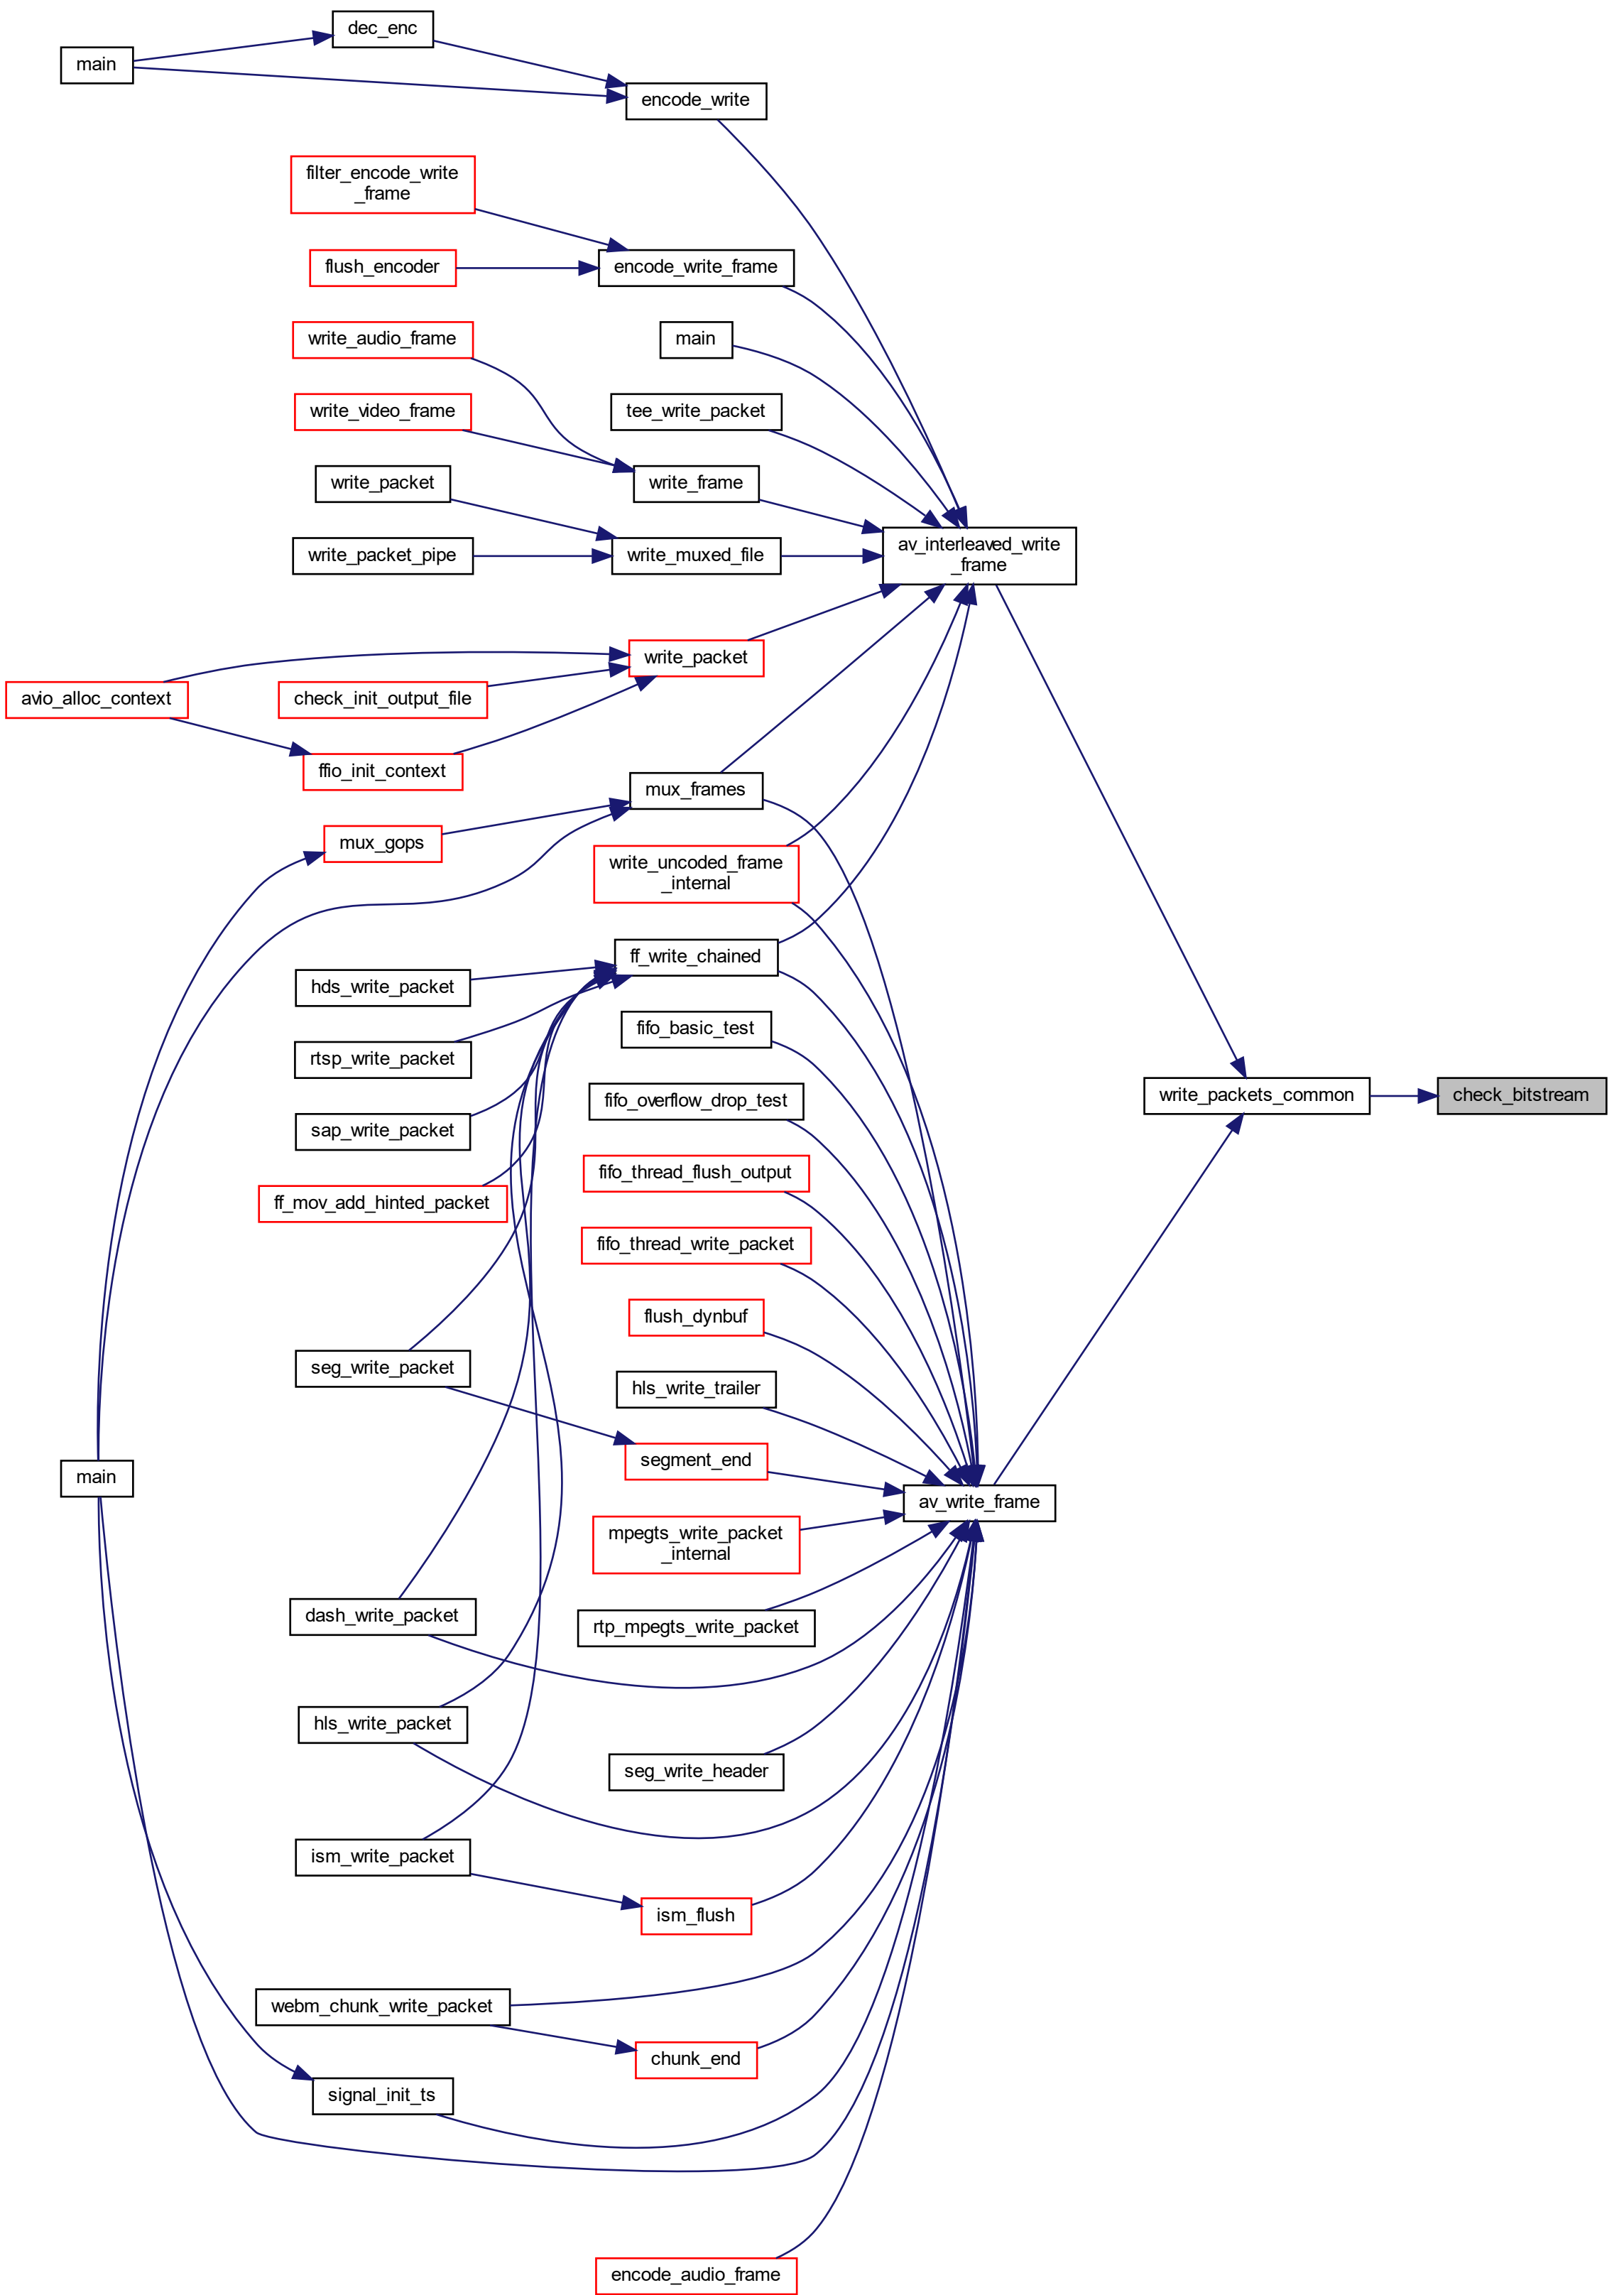 dec_enc
main
encode_write
filter_encode_write
_frame
flush_encoder
encode_write_frame
write_audio_frame
main
write_video_frame
tee_write_packet
write_packet
write_frame
write_packet_pipe
write_muxed_file
av_interleaved_write
_frame
write_packet
avio_alloc_context
check_init_output_file
ffio_init_context
mux_frames
mux_gops
write_uncoded_frame
_internal
ff_write_chained
hds_write_packet
fifo_basic_test
rtsp_write_packet
fifo_overflow_drop_test
write_packets_common
check_bitstream
sap_write_packet
fifo_thread_flush_output
ff_mov_add_hinted_packet
fifo_thread_write_packet
flush_dynbuf
seg_write_packet
hls_write_trailer
segment_end
main
av_write_frame
mpegts_write_packet
_internal
dash_write_packet
rtp_mpegts_write_packet
hls_write_packet
seg_write_header
ism_write_packet
ism_flush
webm_chunk_write_packet
chunk_end
signal_init_ts
encode_audio_frame